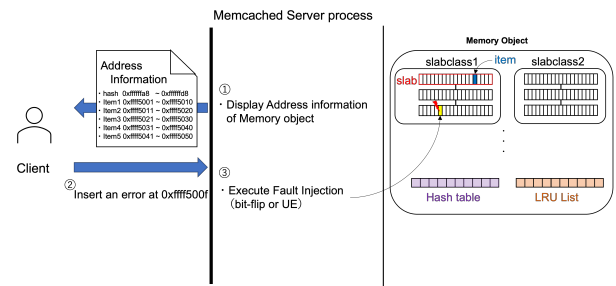 Memcached Server process
Address
Information
・hash 0xffffffa8 ~ 0xffffffd8
・Item1 0xffff5001 ~ 0xffff5010
・Item2 0xffff5011 ~ 0xffff5020
・Item3 0xffff5021 ~ 0xffff5030
・Item4 0xffff5031 ~ 0xffff5040
・Item5 0xffff5041 ~ 0xffff5050
Client
①
・Display Address information
of Memory object
②
Insert an error at 0xffff500f
③
・Execute Fault Injection
(bit-flip or UE)
Memory Object
slabclass1
slabclass2
item
slab
Hash table
LRU List